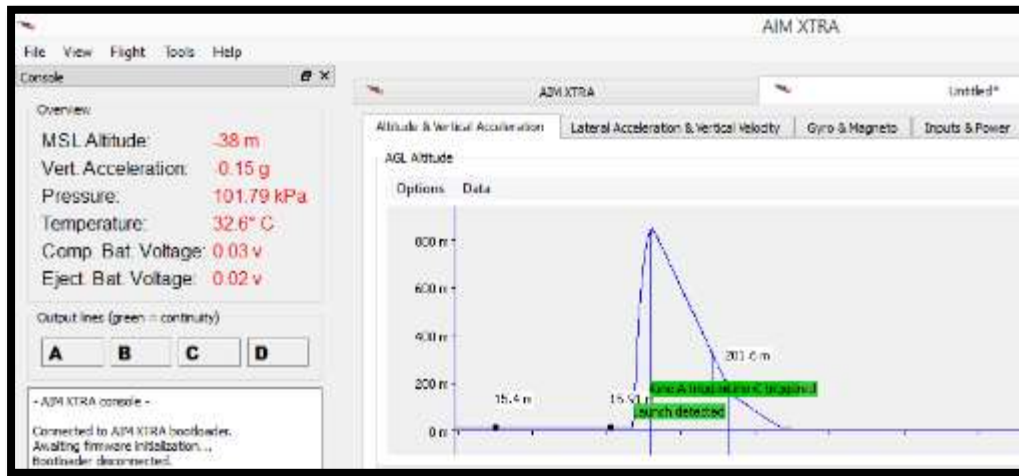 AIM XTRA
File View Flight Tools Help
Console
AIM XTRA
Untitled*
Overview
MSL Altitude: -38 m
Vert. Acceleration: 0.15 g
Pressure: 101.79 kPa
Temperature: 32.6° C
Comp. Bat. Voltage: 0.03 v
Eject. Bat. Voltage: 0.02 v
Output lines (green = continuity)
A B C D
- AIM XTRA console -
Connected to AIM XTRA bootloader.
Awaiting firmware initialization...
Bootloader disconnected.
Altitude & Vertical Acceleration
Lateral Acceleration & Vertical Velocity
Gyro & Magneto
Inputs & Power
AGL Altitude
Options Data
800 m
600 m
400 m
200 m
0 m
15.4 m
201.6 m
Line A C triggered
Launch detected